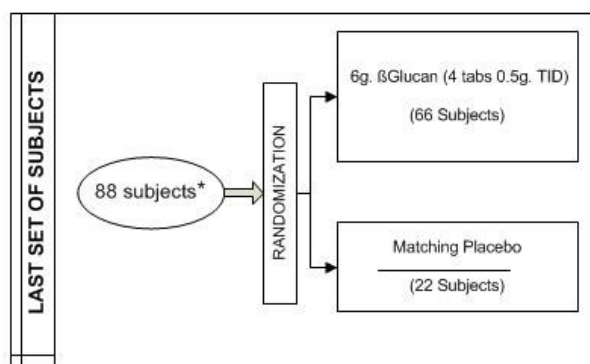 LAST SET OF SUBJECTS
88 subjects*
RANDOMIZATION
6g. ßGlucan (4 tabs 0.5g. TID)
(66 Subjects)
Matching Placebo
(22 Subjects)